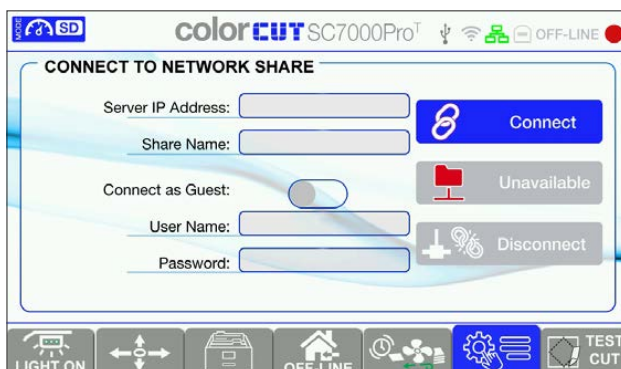 MODE SD colorCUT SC7000ProT OFF-LINE
CONNECT TO NETWORK SHARE
Server IP Address:
Connect
Share Name:
Connect as Guest:
Unavailable
User Name:
Disconnect
Password:
LIGHT ON
OFF-LINE
TEST
CUT